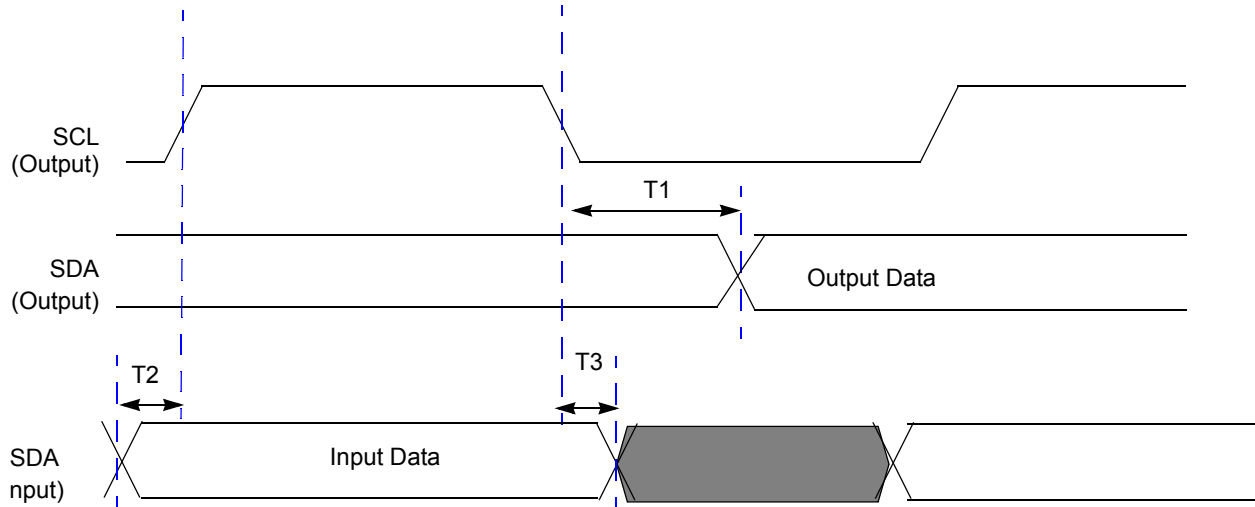 SCL
(Output)
T1
SDA
(Output)
Output Data
T2
T3
SDA
nput)
Input Data